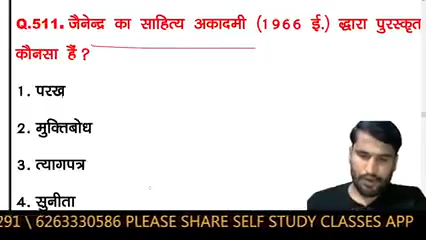 Q.511. जैनेन्द्र का साहित्य अकादमी (1966 ई.) द्धारा पुरस्कृत
कौनसा हैं ?
1. परख
2. मुक्तिबोध
3. त्यागपत्र
4. सुनीता
291 \ 6263330586 PLEASE SHARE SELF STUDY CLASSES APP